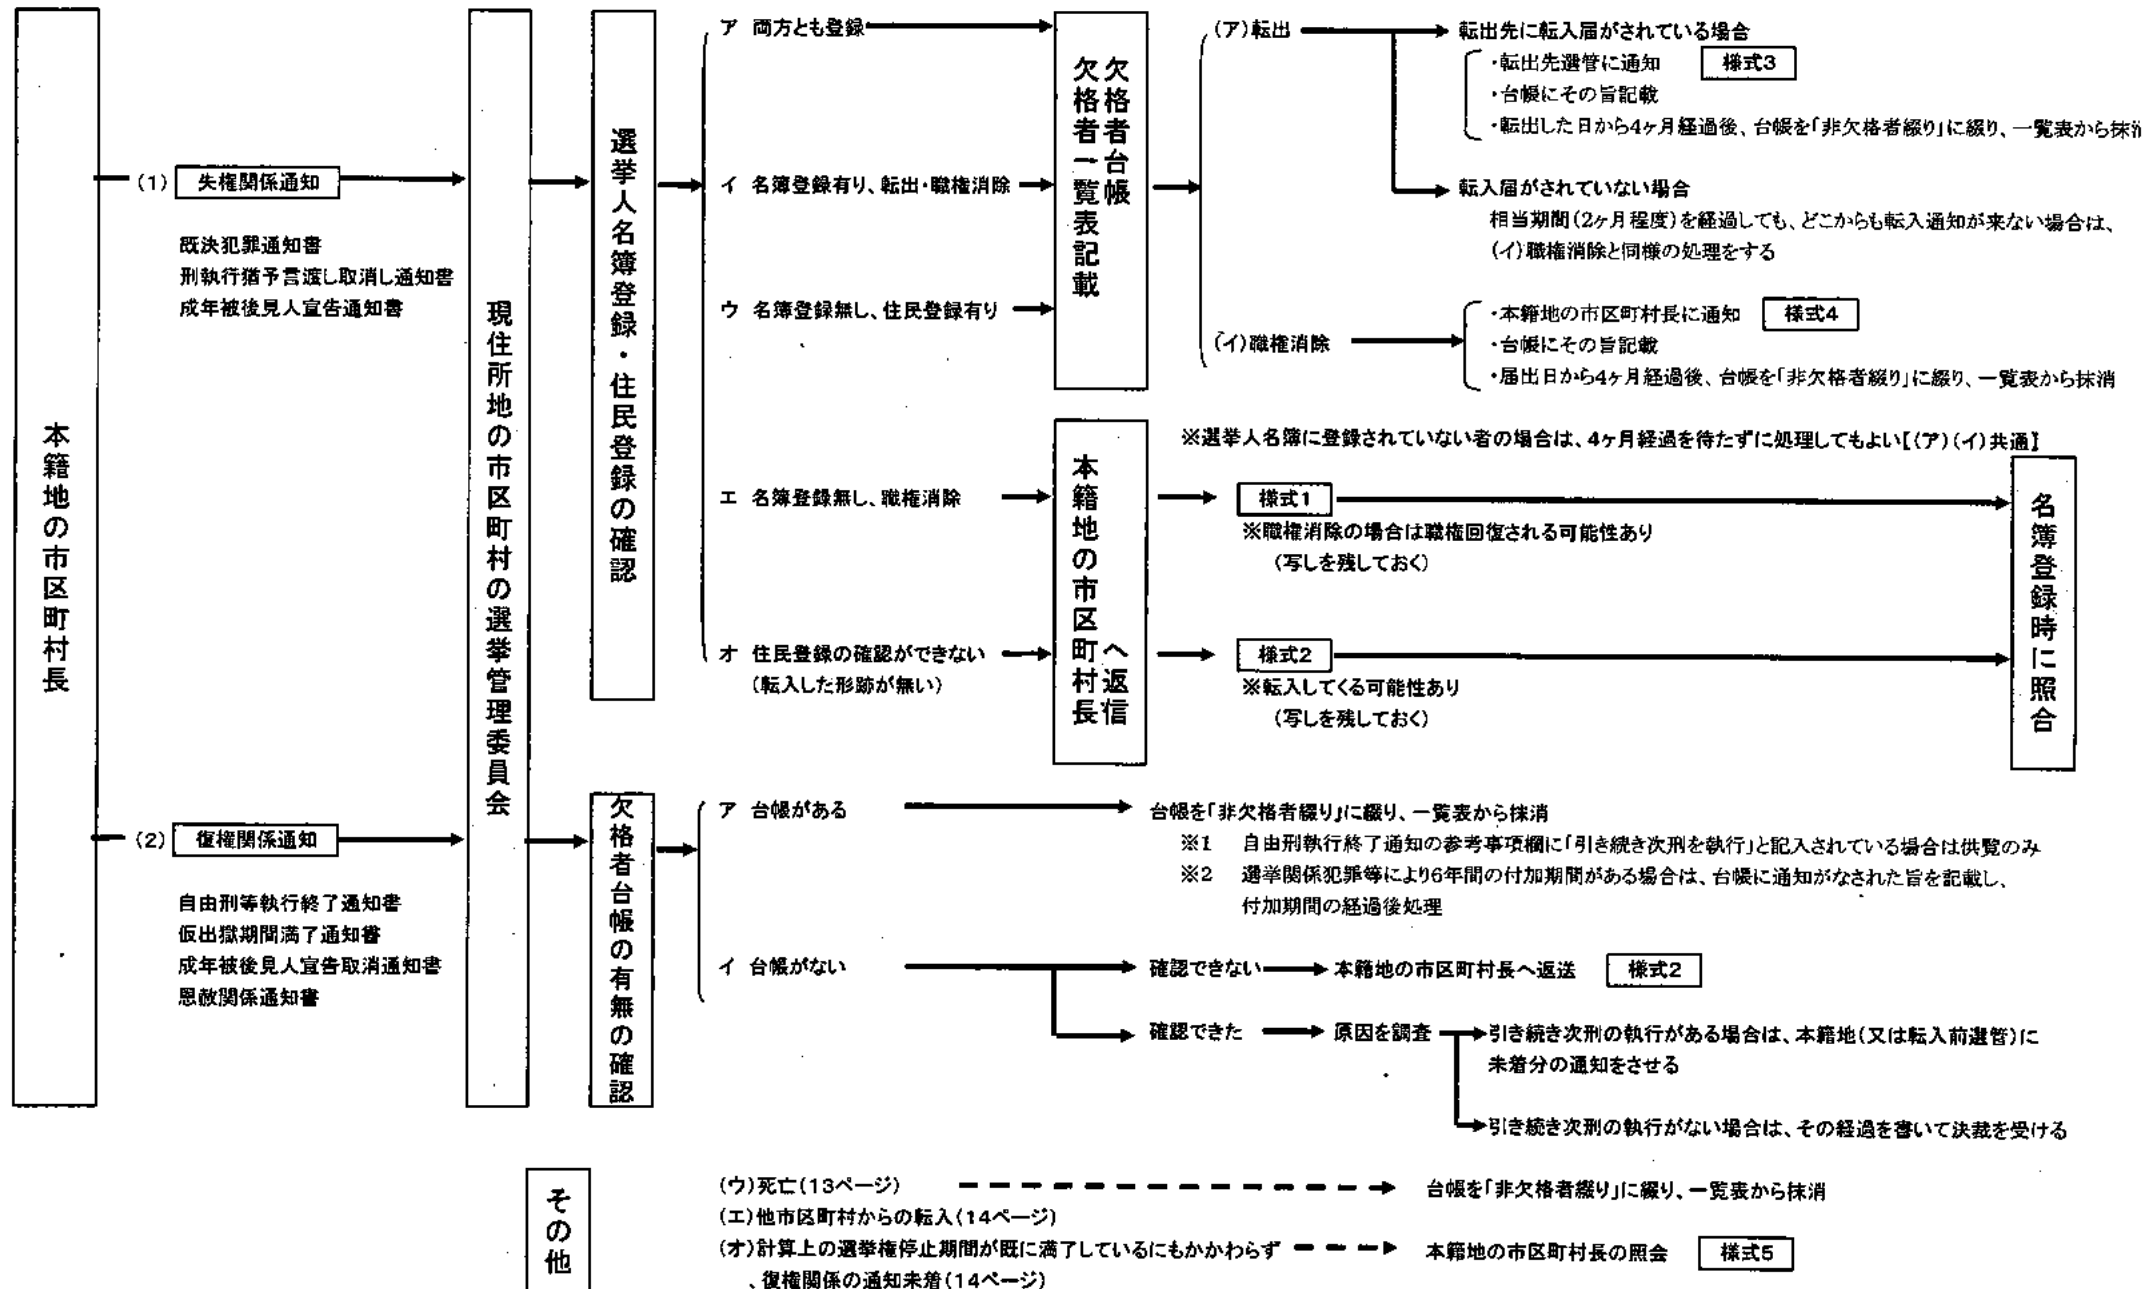 本籍地の市区町村長
(1) 失権関係通知
既決犯罪通知書
刑執行猶予言渡し取消し通知書
成年被後見人宣告通知書
(2) 復権関係通知
自由刑等執行終了通知書
仮出獄期間満了通知書
成年被後見人宣告取消通知書
恩赦関係通知書
現住所地の市区町村の選挙管理委員会
選挙人名簿登録・住民登録の確認
ア 両方とも登録
イ 名簿登録有り、転出・職権消除
ウ 名簿登録無し、住民登録有り
エ 名簿登録無し、職権消除
オ 住民登録の確認ができない
(転入した形跡が無い)
欠格者台帳
欠格者一覧表記載
(ア)転出
転出先に転入届がされている場合
・転出先選管に通知 様式3
・台帳にその旨記載
・転出した日から4ヶ月経過後、台帳を「非欠格者綴り」に綴り、一覧表から抹消
転入届がされていない場合
相当期間(2ヶ月程度)を経過しても、どこからも転入通知が来ない場合は、
(イ)職権消除と同様の処理をする
(イ)職権消除
・本籍地の市区町村長に通知 様式4
・台帳にその旨記載
・届出日から4ヶ月経過後、台帳を「非欠格者綴り」に綴り、一覧表から抹消
※選挙人名簿に登録されていない者の場合は、4ヶ月経過を待たずに処理してもよい【(ア)(イ)共通】
本籍地の市区町村長
へ返信
様式1
※職権消除の場合は職権回復される可能性あり
(写しを残しておく)
様式2
※転入してくる可能性あり
(写しを残しておく)
名簿登録時に照合
欠格者台帳の有無の確認
ア 台帳がある
台帳を「非欠格者綴り」に綴り、一覧表から抹消
※1 自由刑執行終了通知の参考事項欄に「引き続き次刑を執行」と記入されている場合は供覧のみ
※2 選挙関係犯罪等により6年間の付加期間がある場合は、台帳に通知がなされた旨を記載し、
付加期間の経過後処理
イ 台帳がない
確認できない
本籍地の市区町村長へ返送 様式2
確認できた
原因を調査
引き続き次刑の執行がある場合は、本籍地(又は転入前選管)に
未着分の通知をさせる
引き続き次刑の執行がない場合は、その経過を書いて決裁を受ける
その他
(ウ)死亡(13ページ)
台帳を「非欠格者綴り」に綴り、一覧表から抹消
(エ)他市区町村からの転入(14ページ)
(オ)計算上の選挙権停止期間が既に満了しているにもかかわらず
、復権関係の通知未着(14ページ)
本籍地の市区町村長の照会 様式5